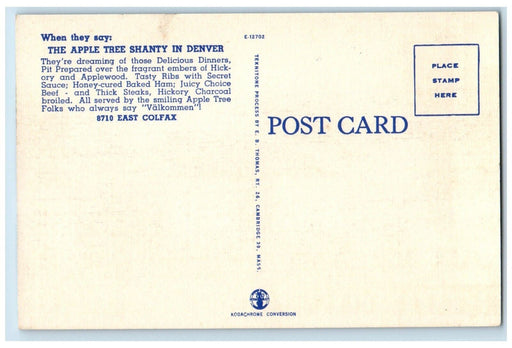 When they say:
THE APPLE TREE SHANTY IN DENVER
They're dreaming of those Delicious Dinners,
Pit Prepared over the fragrant embers of Hick-
ory and Applewood. Tasty Ribs with Secret
Sauce; Honey-cured Baked Ham; Juicy Choice
Beef - and Thick Steaks, Hickory Charcoal
broiled. All served by the smiling Apple Tree
Folks who always say "Välkommen"!
8710 EAST COLFAX
E-12702
TEKNITONE PROCESS BY E. B. THOMAS, RT. 26, CAMBRIDGE 39, MASS.
POST CARD
PLACE
STAMP
HERE
KODACHROME CONVERSION